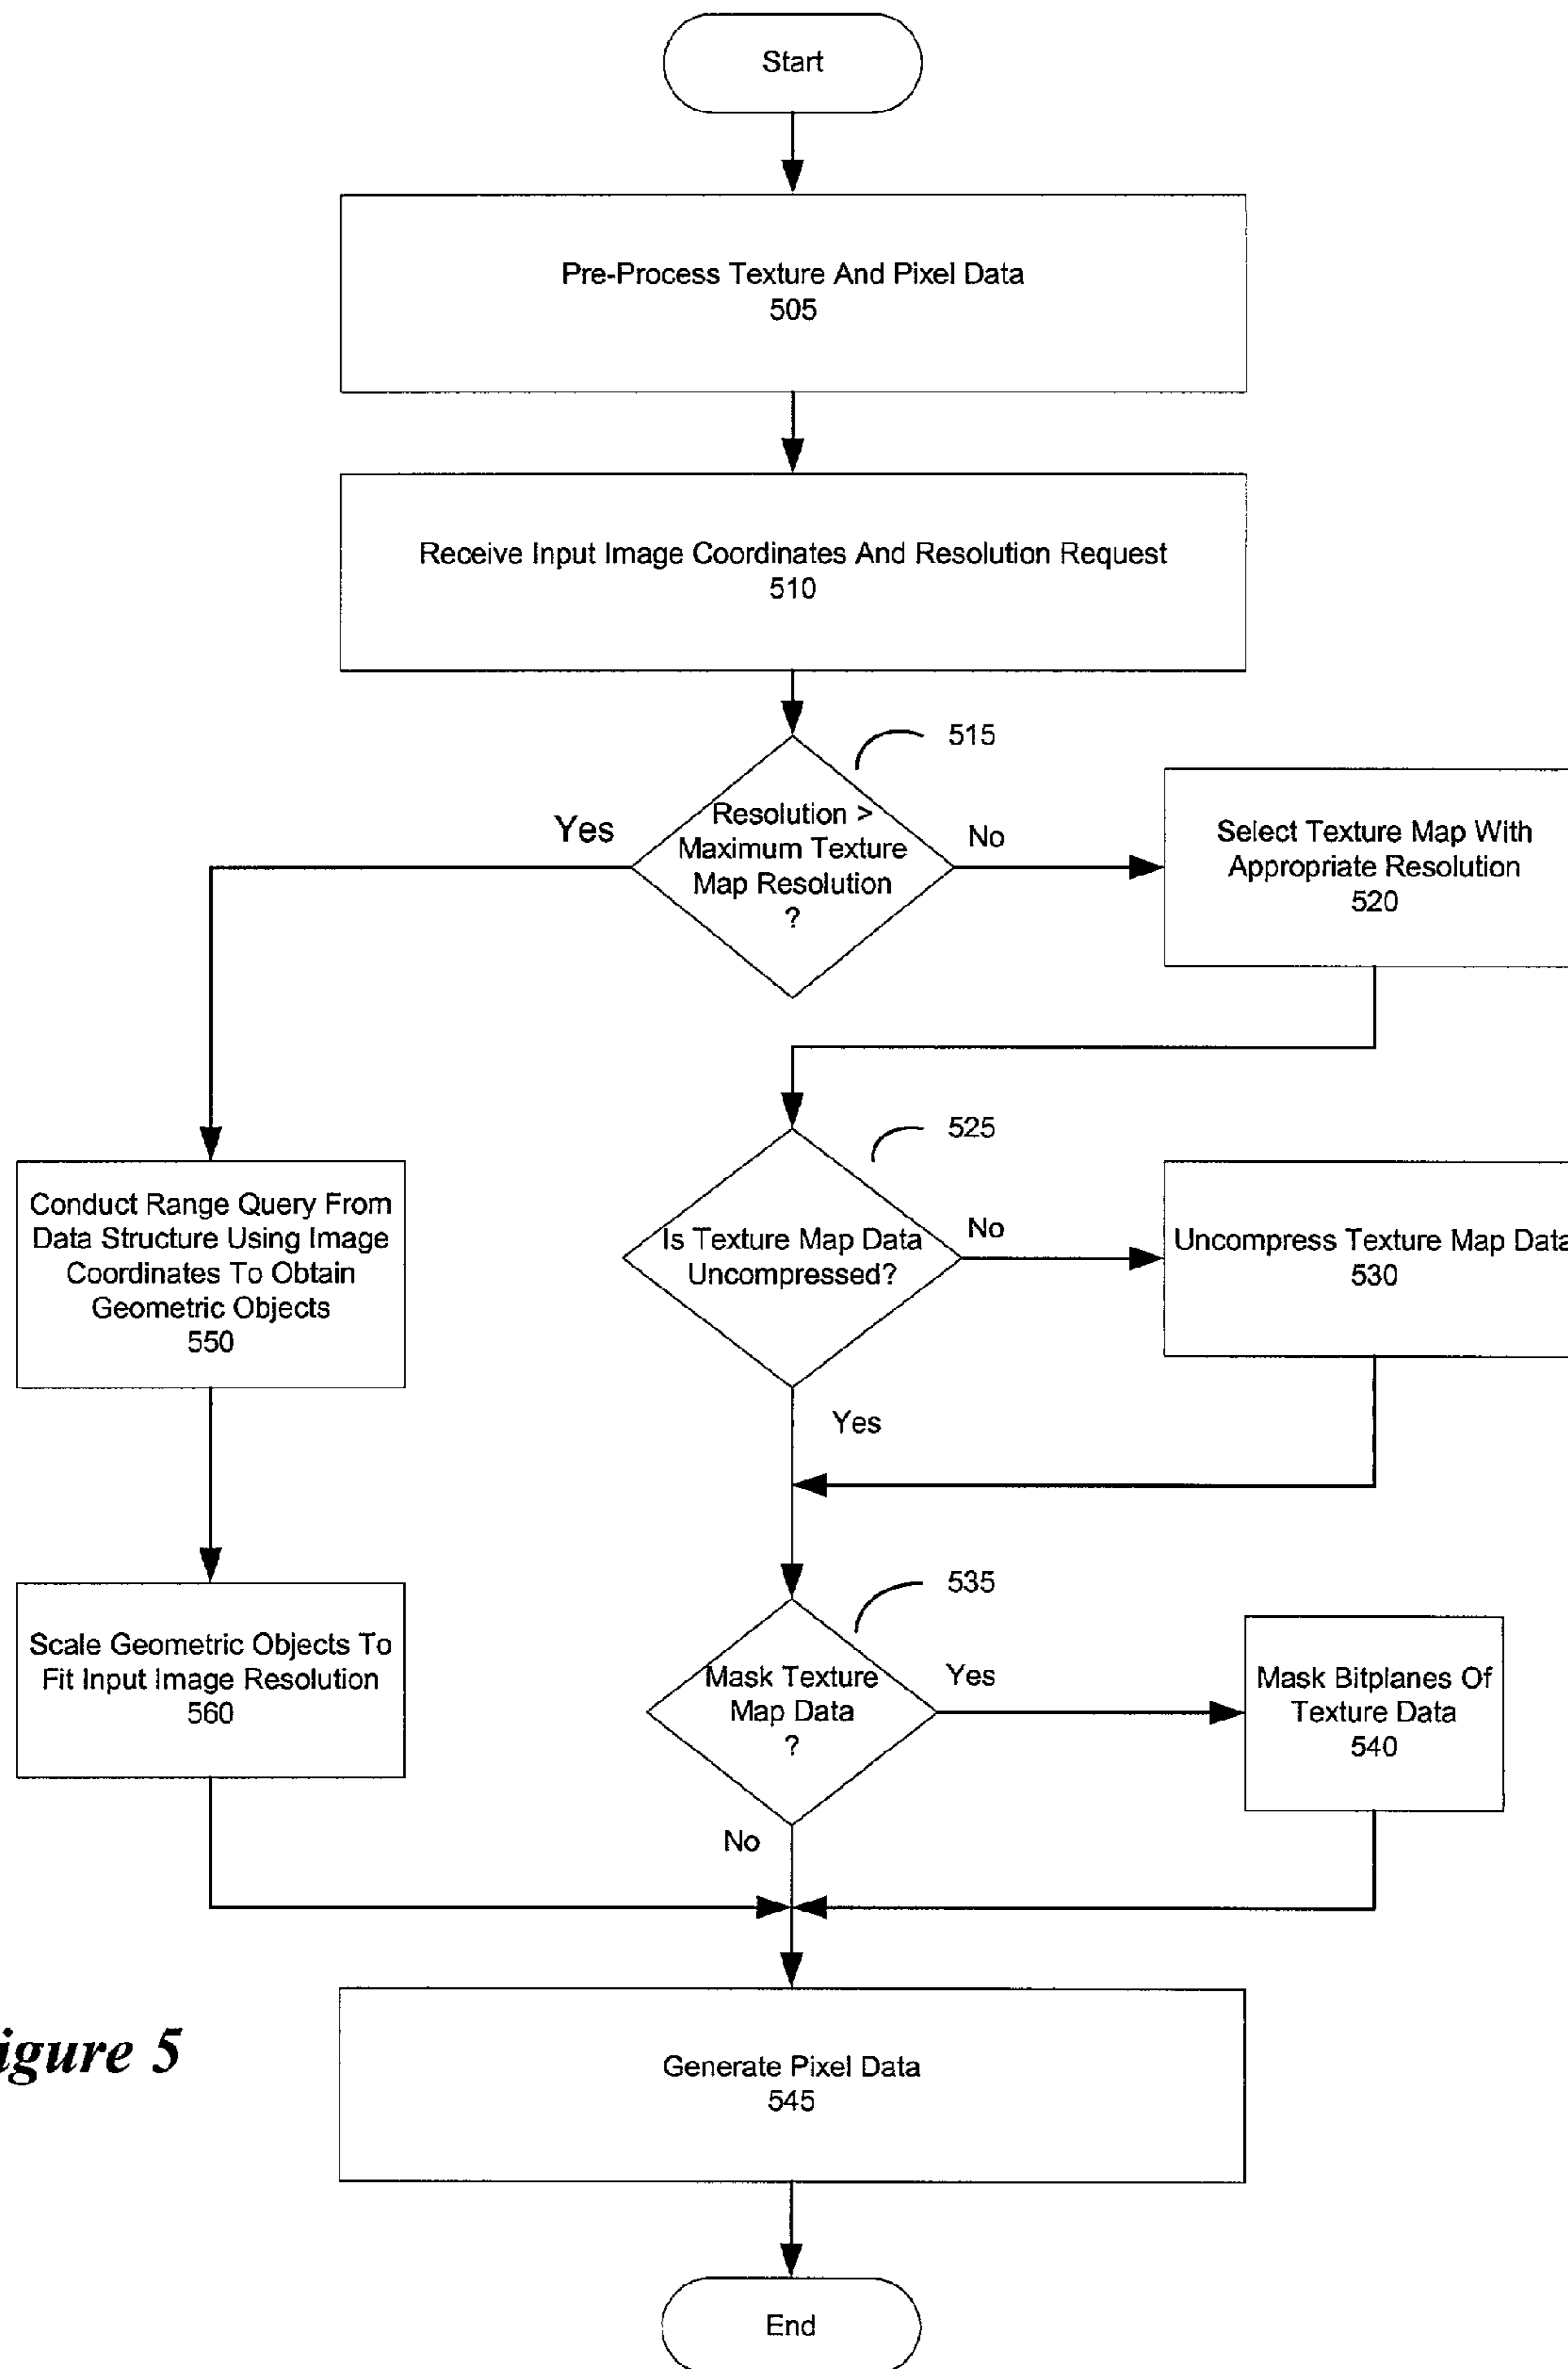 Start
Pre-Process Texture And Pixel Data
505
Receive Input Image Coordinates And Resolution Request
510
515
Resolution >
Maximum Texture
Map Resolution
?
Yes
No
Select Texture Map With
Appropriate Resolution
520
525
Is Texture Map Data
Uncompressed?
No
Yes
Uncompress Texture Map Data
530
Conduct Range Query From
Data Structure Using Image
Coordinates To Obtain
Geometric Objects
550
Scale Geometric Objects To
Fit Input Image Resolution
560
535
Mask Texture
Map Data
?
Yes
No
Mask Bitplanes Of
Texture Data
540
igure 5
Generate Pixel Data
545
End